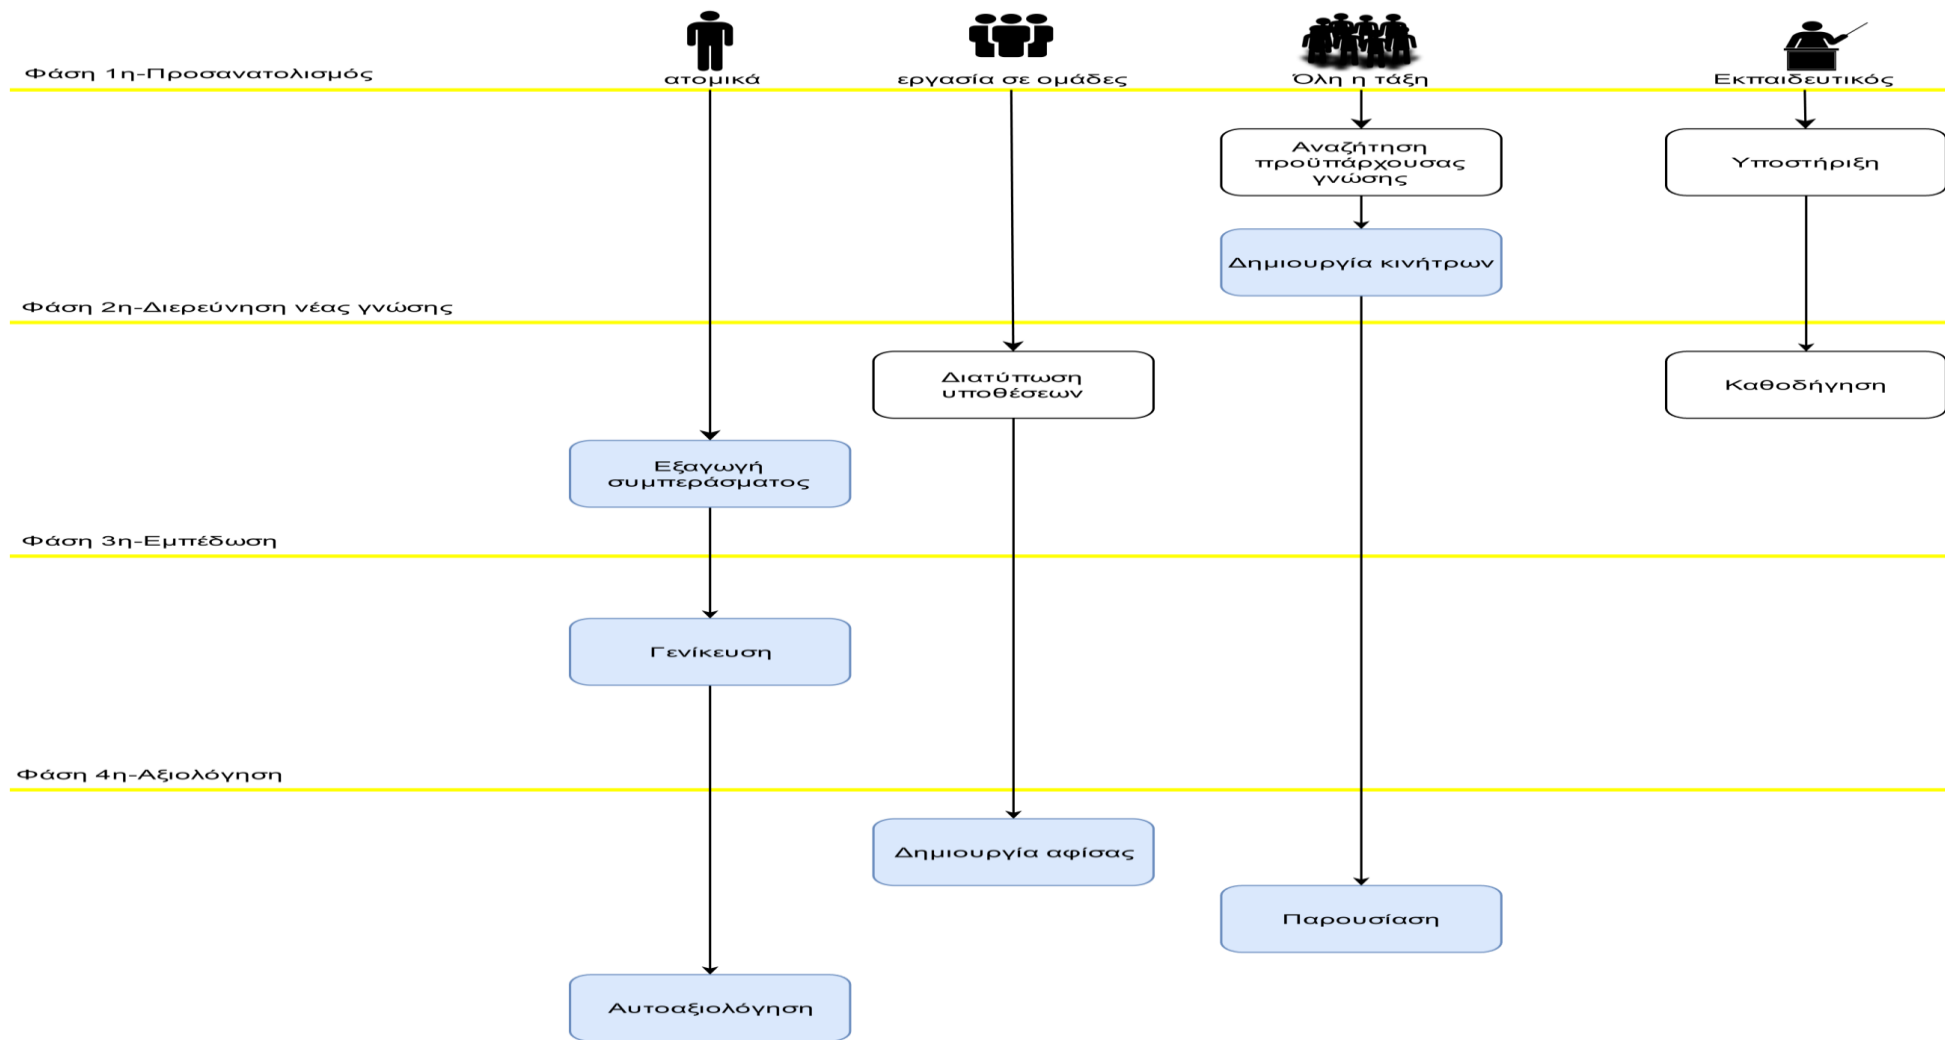 Φάση 1η-Προσανατολισμός
ατομικά
εργασία σε ομάδες
Όλη η τάξη
Εκπαιδευτικός
Αναζήτηση
προϋπάρχουσας
γνώσης
Υποστήριξη
Δημιουργία κινήτρων
Φάση 2η-Διερεύνηση νέας γνώσης
Διατύπωση
υποθέσεων
Καθοδήγηση
Εξαγωγή
συμπεράσματος
Φάση 3η-Εμπέδωση
Γενίκευση
Φάση 4η-Αξιολόγηση
Δημιουργία αφίσας
Παρουσίαση
Αυτοαξιολόγηση